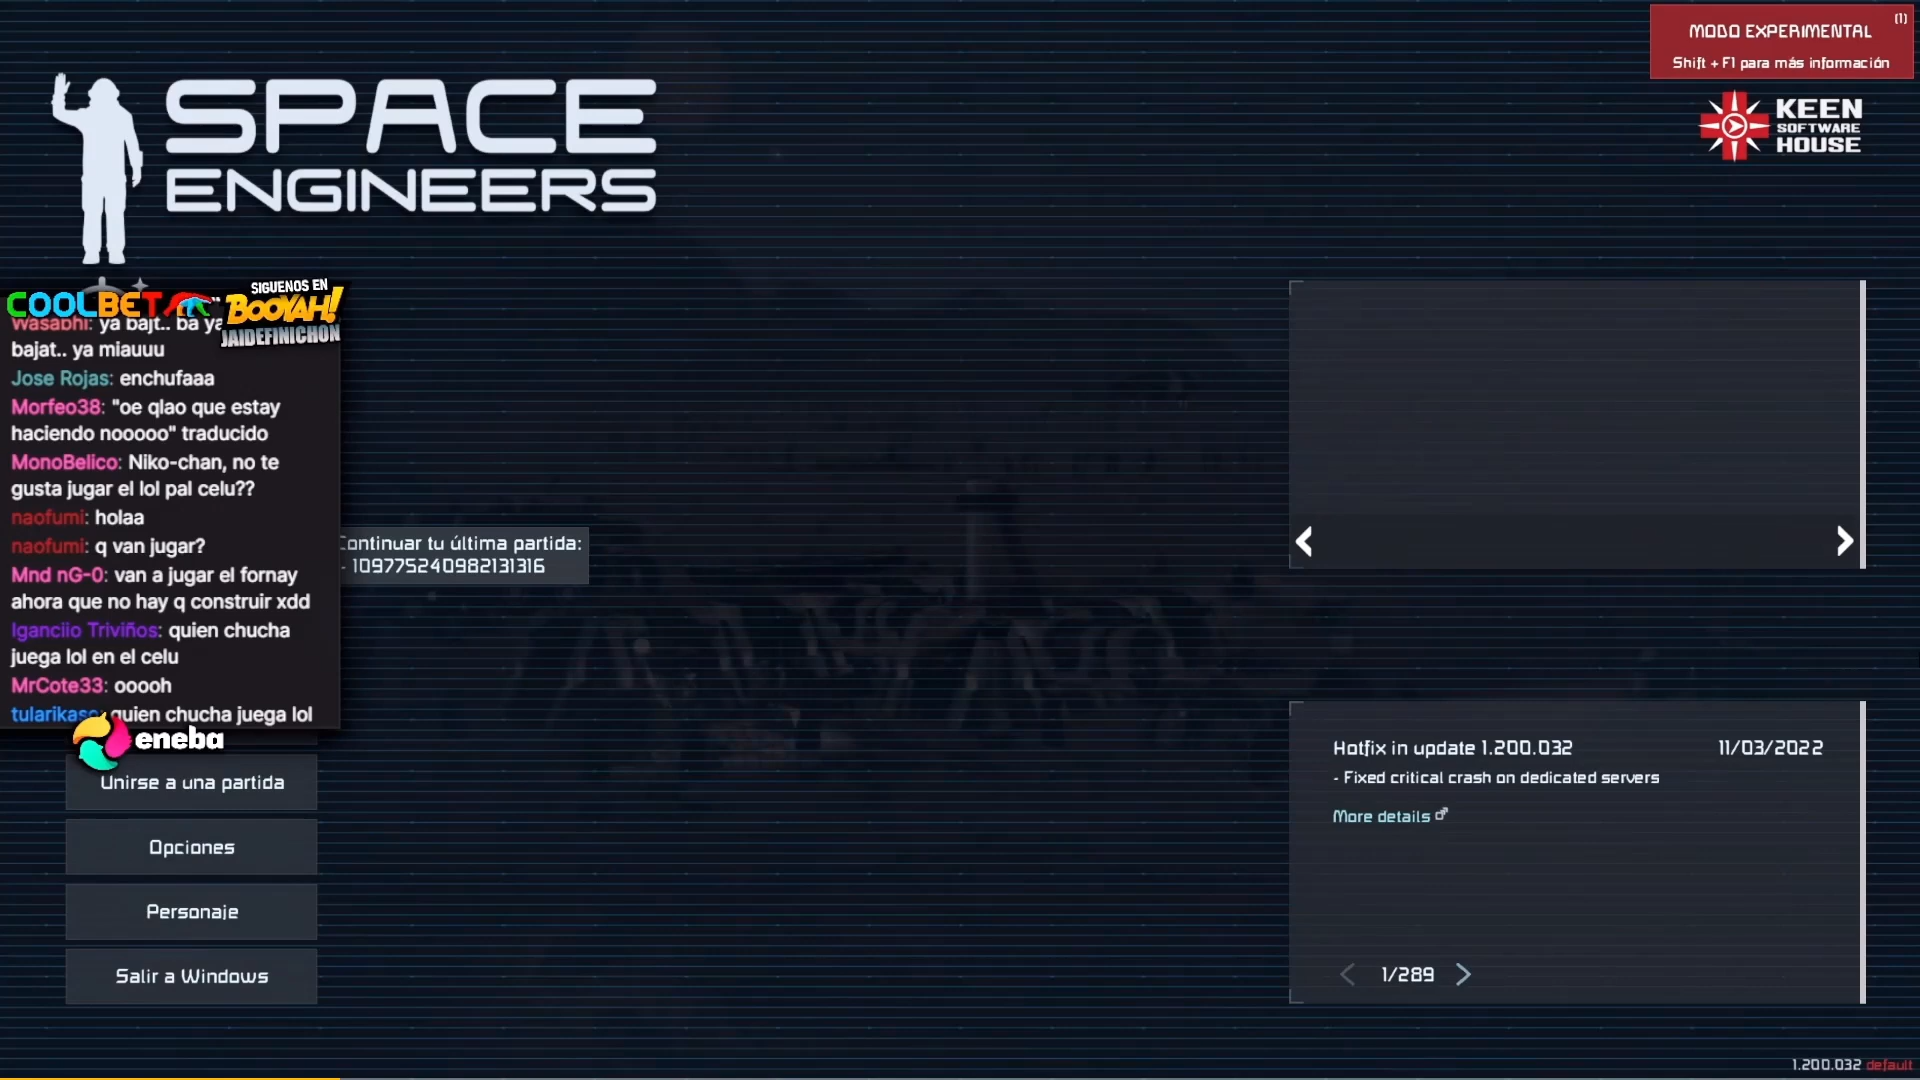 (1)
MODO EXPERIMENTAL
Shift + F1 para más información
SPACE
ENGINEERS
KEEN
SOFTWARE
HOUSE
COOLBET
SIGUENOS EN
BOOYAH!
JAIDEFINICHON
Wasabhi: ya bajt.. ba ya
bajat.. ya miauuu
Jose Rojas: enchufaaa
Morfeo38: "oe qlao que estay
haciendo nooooo" traducido
MonoBelico: Niko-chan, no te
gusta jugar el lol pal celu??
naofumi: holaa
naofumi: q van jugar?
Mnd nG-0: van a jugar el fornay
ahora que no hay q construir xdd
Iganciio Triviños: quien chucha
juega lol en el celu
MrCote33: ooooh
quien chucha juega lol
eneba
Continuar tu última partida:
- 109775240982131316
Unirse a una partida
Opciones
Personaje
Salir a Windows
Hotfix in update 1.200.032 11/03/2022
- Fixed critical crash on dedicated servers
More details
1/289
1.200.032 default